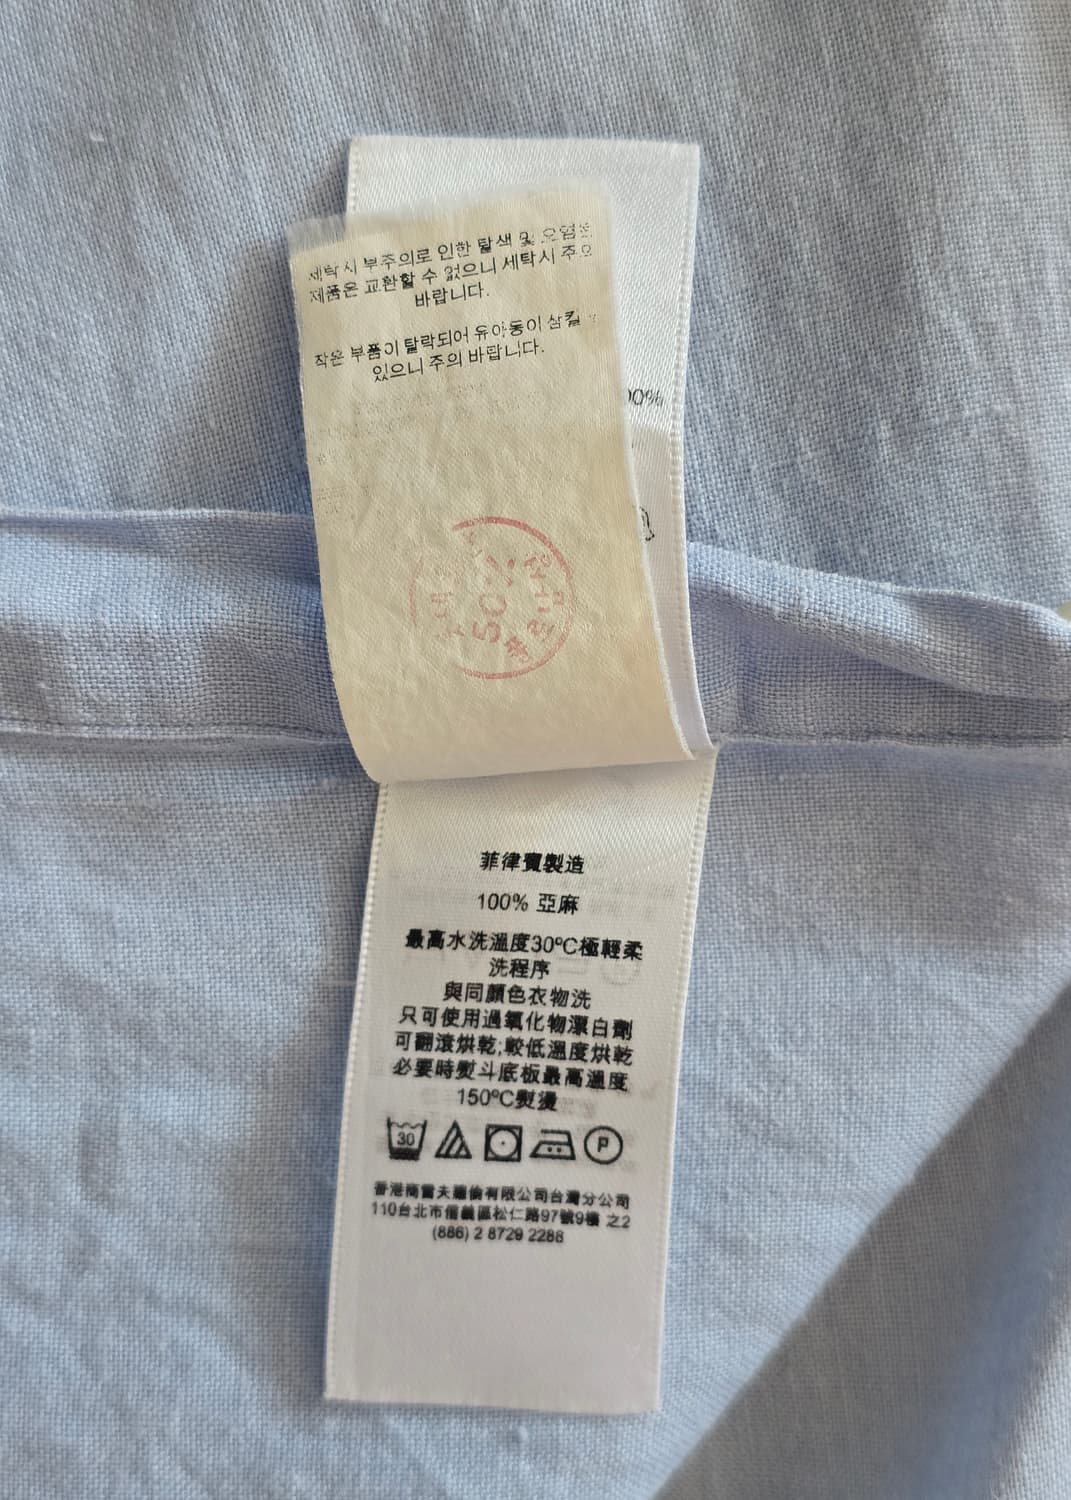 세탁시 부주의로 인한 탈색 및 오염된
제품은 교환할 수 없으니 세탁시 주의
바랍니다.
작은 부품이 탈락되어 유아동이 삼킬
있으니 주의 바랍니다.
00%
50%
菲律賓製造
100% 亞麻
最高水洗溫度30ºC極輕柔
洗程序
與同顏色衣物洗
只可使用過氧化物漂白劑
可翻滾烘乾;較低溫度烘乾
必要時熨斗底板最高溫度
150ºC熨燙
30
P
香港商雷夫羅倫有限公司台灣分公司
110台北市信義區松仁路97號9樓 之2
(886) 2 8729 2288